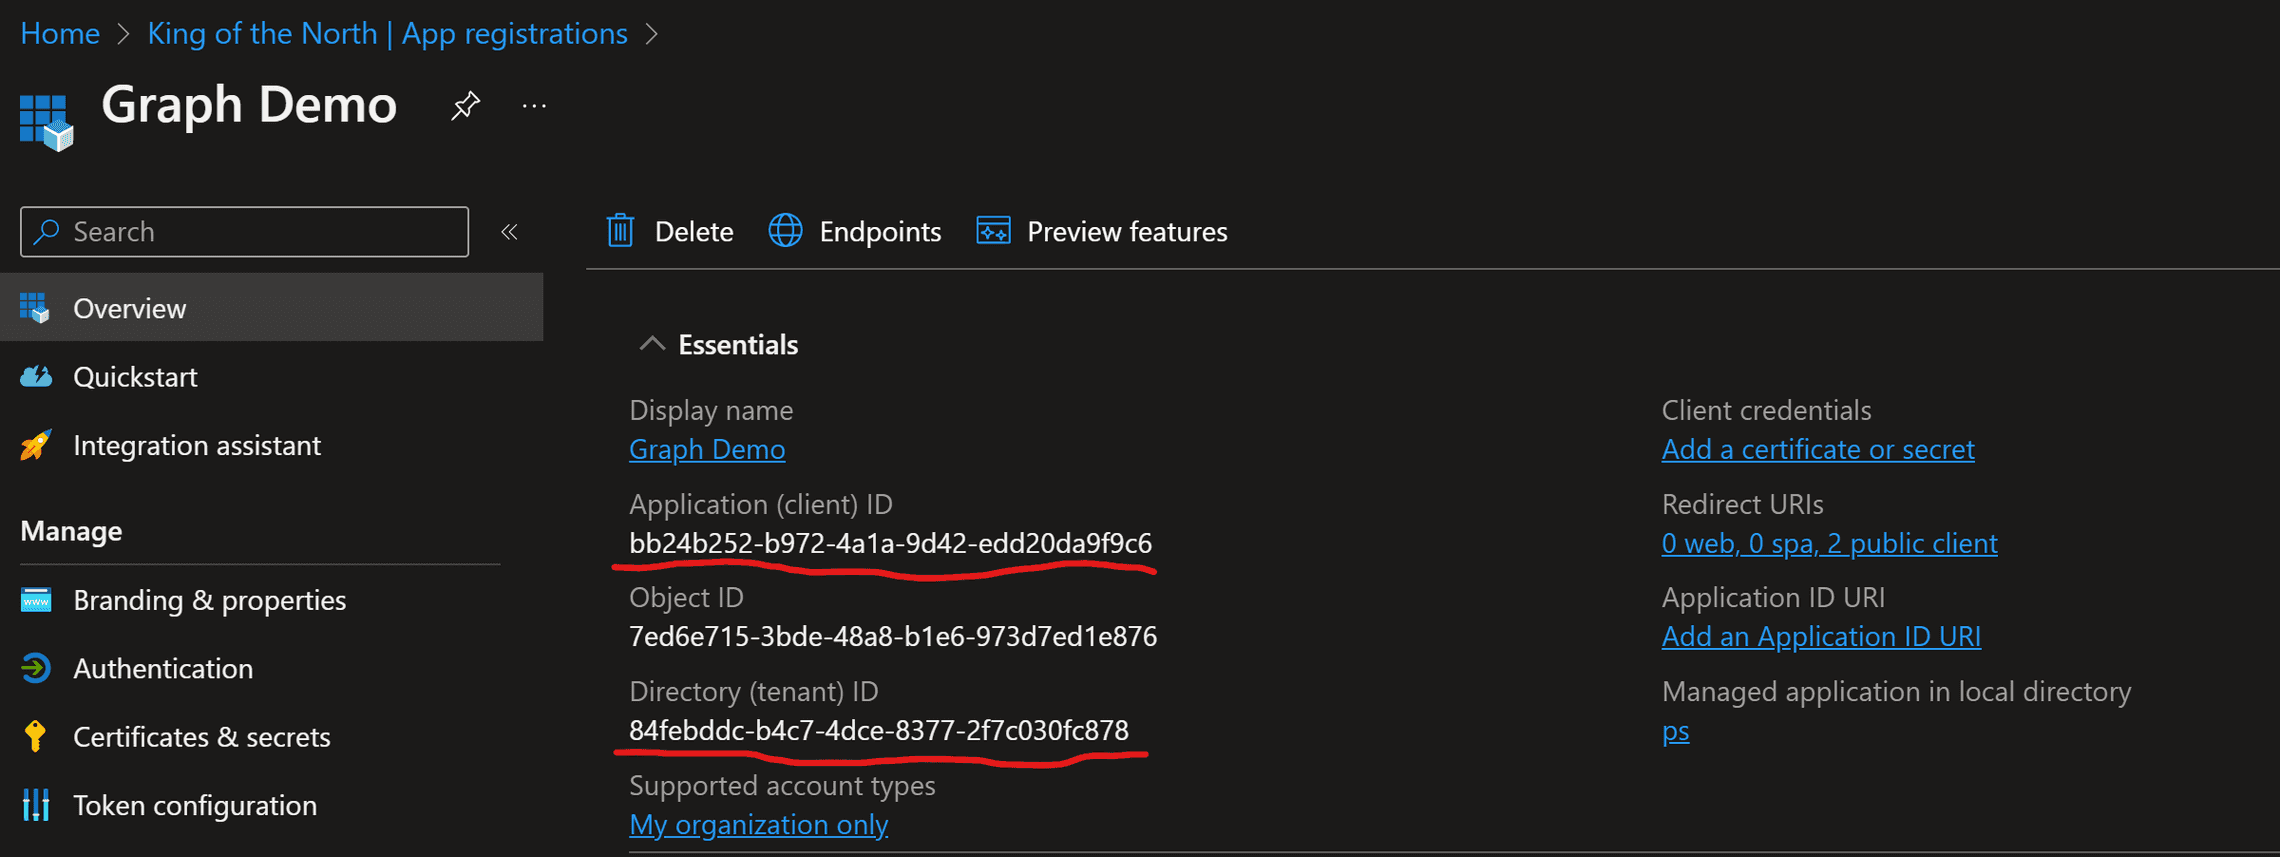 Home > King of the North | App registrations >
Graph Demo
...
Search
«
Delete
Endpoints
Preview features
Overview
Quickstart
Integration assistant
Manage
Branding & properties
Authentication
Certificates & secrets
Token configuration
Essentials
Display name
Graph Demo
Application (client) ID
bb24b252-b972-4a1a-9d42-edd20da9f9c6
Object ID
7ed6e715-3bde-48a8-b1e6-973d7ed1e876
Directory (tenant) ID
84febddc-b4c7-4dce-8377-2f7c030fc878
Supported account types
My organization only
Client credentials
Add a certificate or secret
Redirect URIs
0 web, 0 spa, 2 public client
Application ID URI
Add an Application ID URI
Managed application in local directory
ps